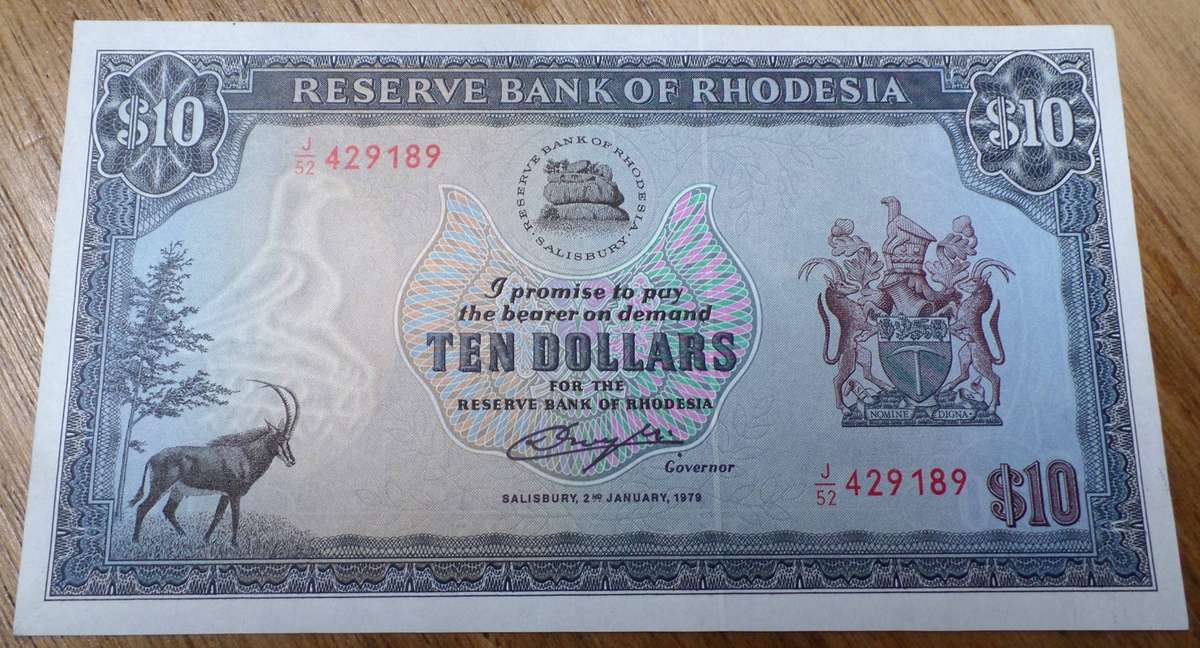 RESERVE BANK OF RHODESIA
$10
$10
J/52 429189
RESERVE BANK OF RHODESIA
· SALISBURY ·
I promise to pay
the bearer on demand
TEN DOLLARS
FOR THE
RESERVE BANK OF RHODESIA
Governor
SALISBURY, 2ND JANUARY, 1979
NOMINE DIGNA
J/52 429189
$10